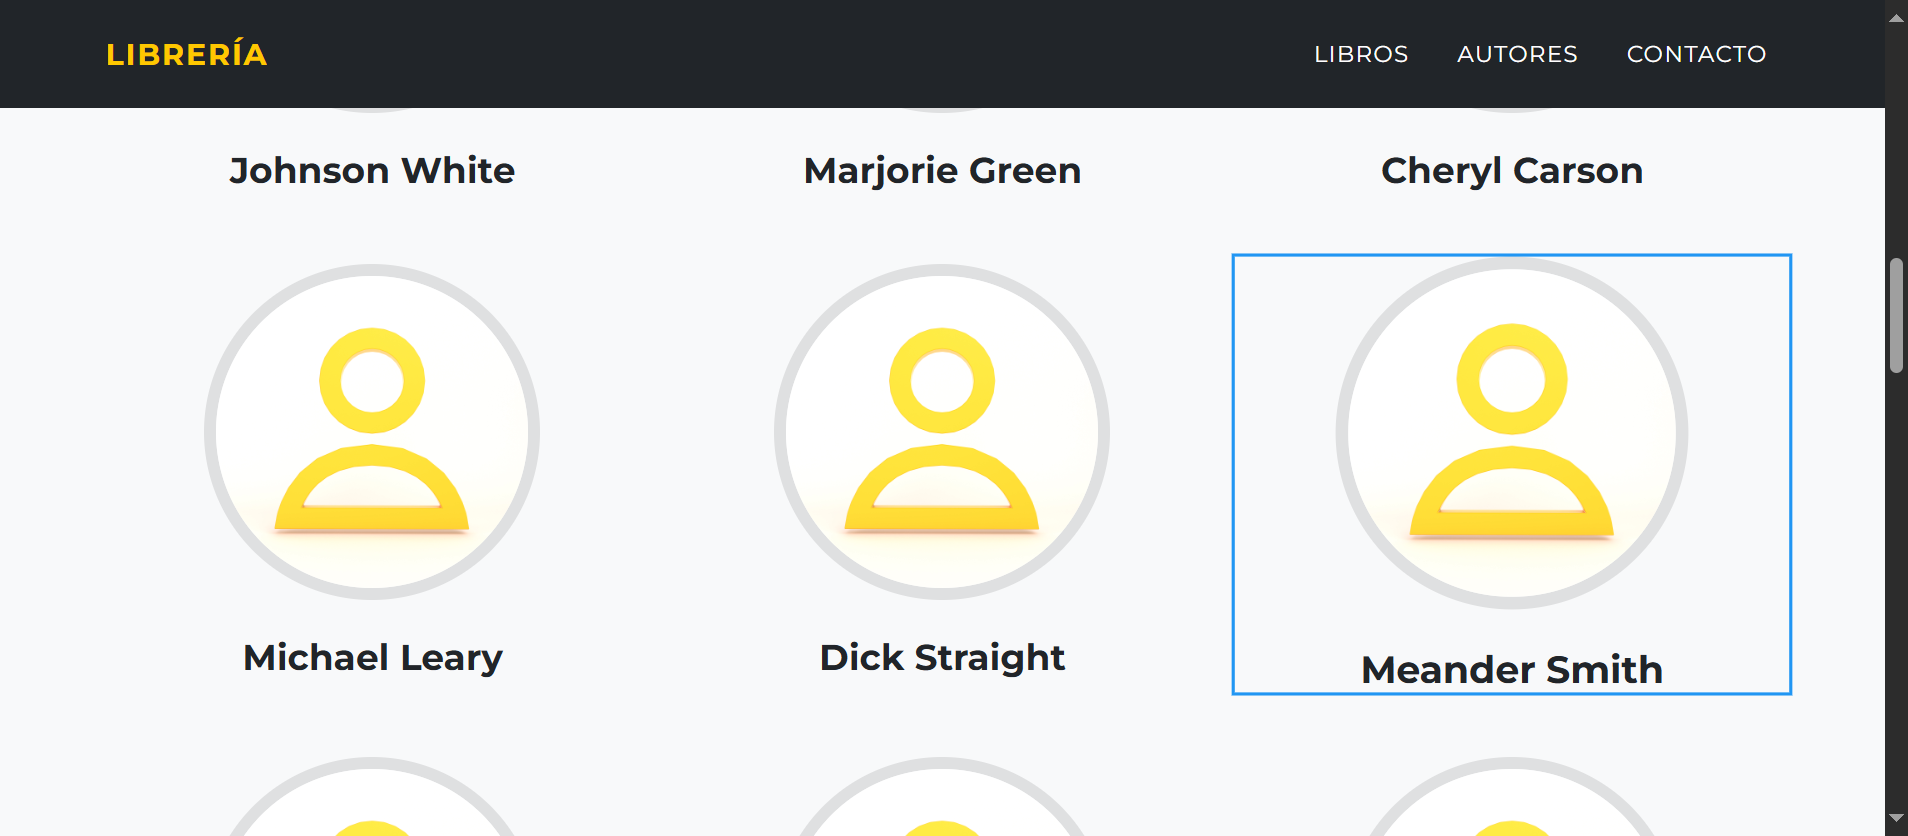 LIBRERÍA
LIBROS AUTORES CONTACTO
Johnson White
Marjorie Green
Cheryl Carson
Michael Leary
Dick Straight
Meander Smith